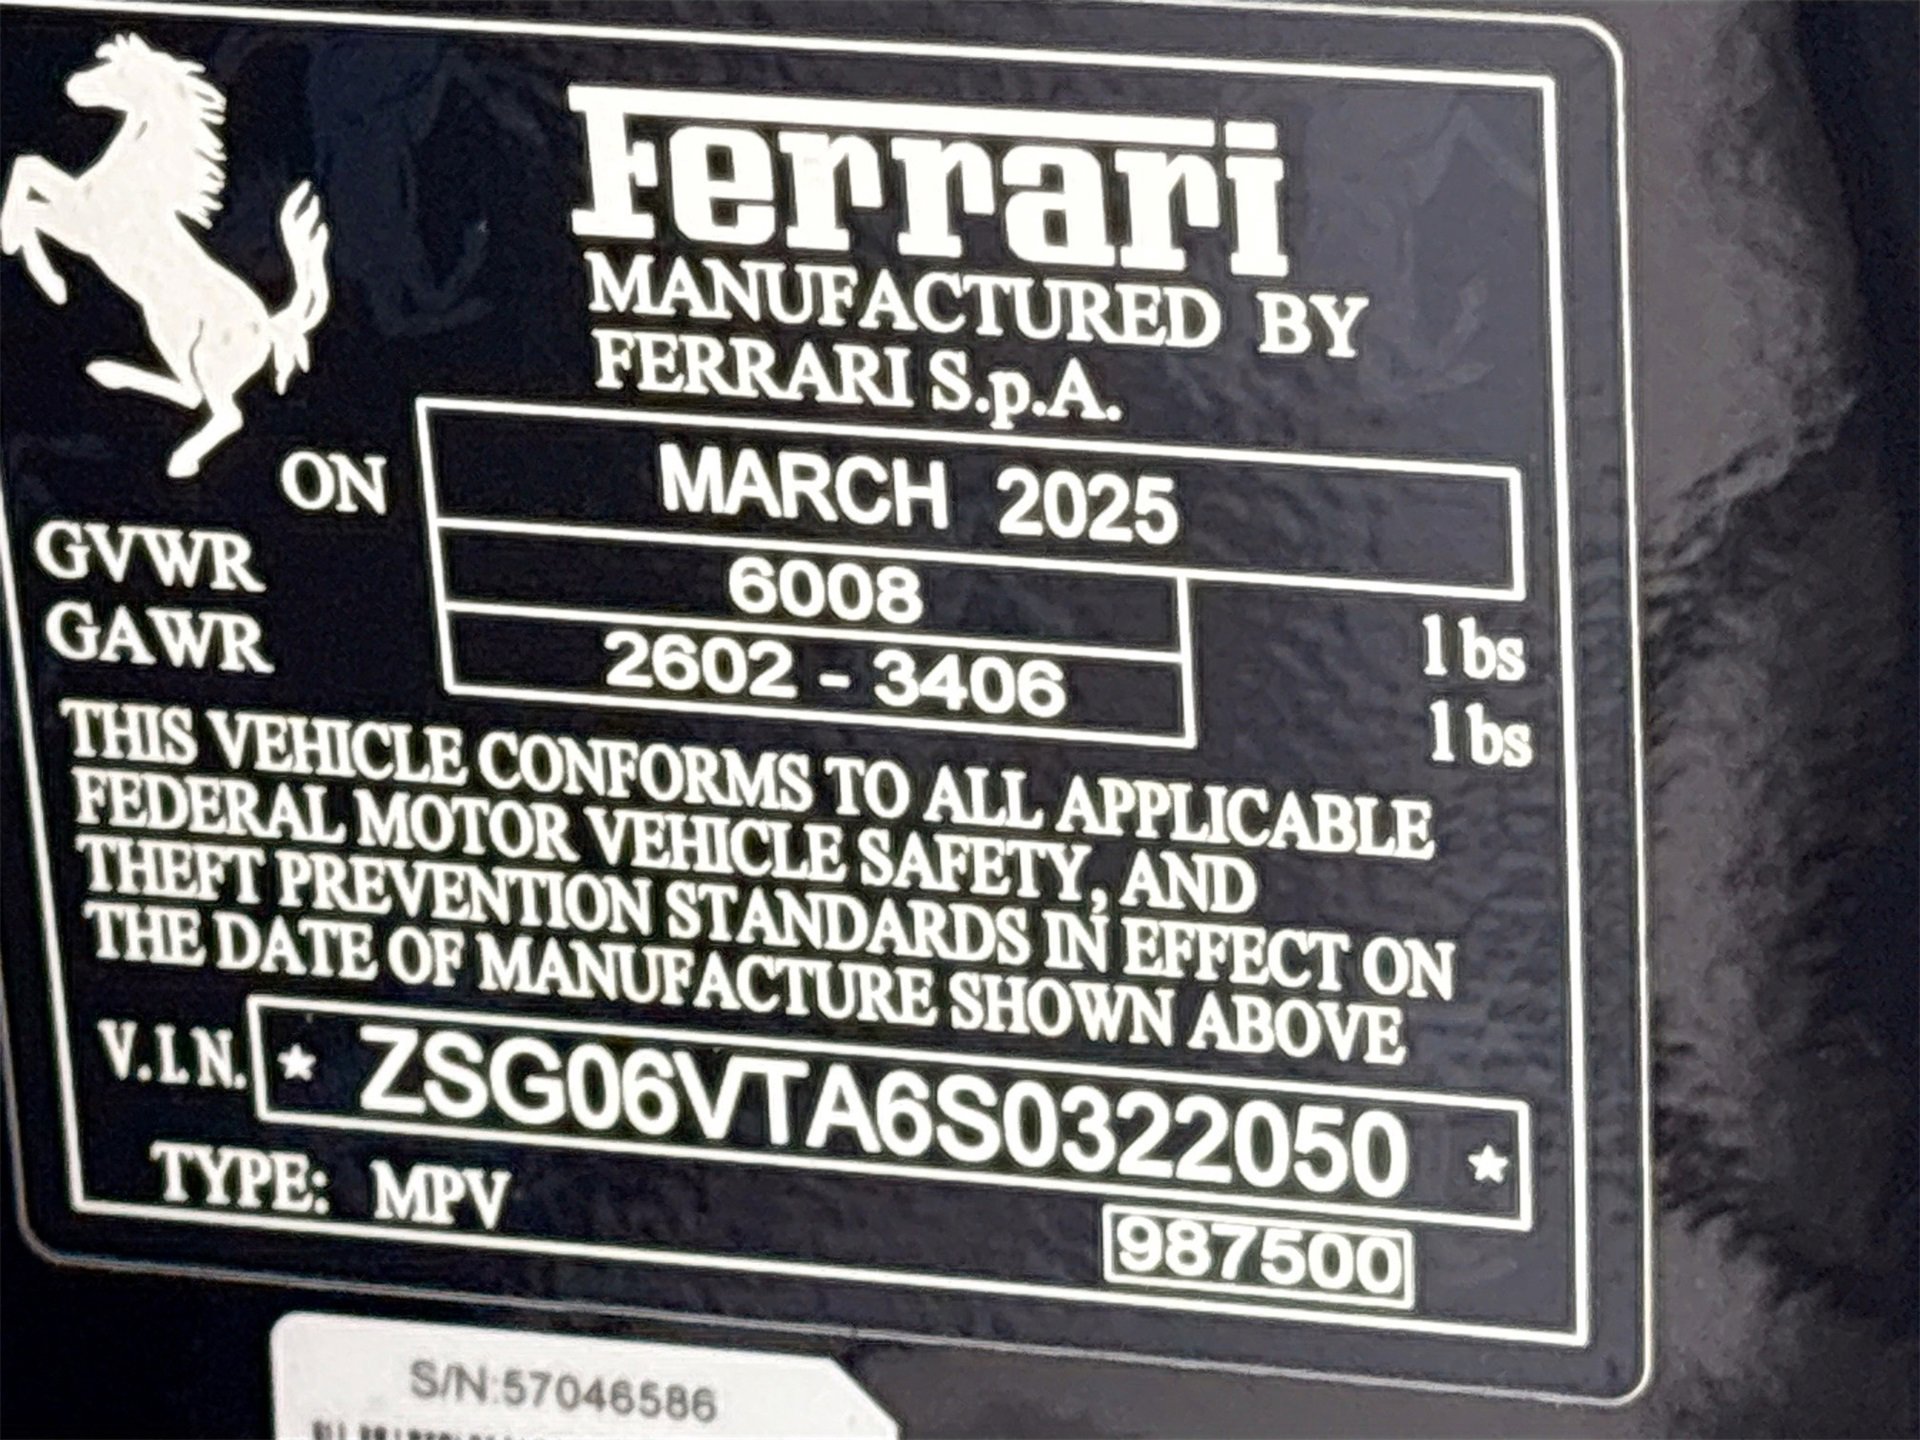 Ferrari
MANUFACTURED BY
FERRARI S.p.A.
ON MARCH 2025
GVWR 6008 lbs
GAWR 2602 - 3406 lbs
THIS VEHICLE CONFORMS TO ALL APPLICABLE
FEDERAL MOTOR VEHICLE SAFETY, AND
THEFT PREVENTION STANDARDS IN EFFECT ON
THE DATE OF MANUFACTURE SHOWN ABOVE
V.I.N. * ZSG06VTA6S0322050 *
TYPE: MPV
987500
S/N:57046586